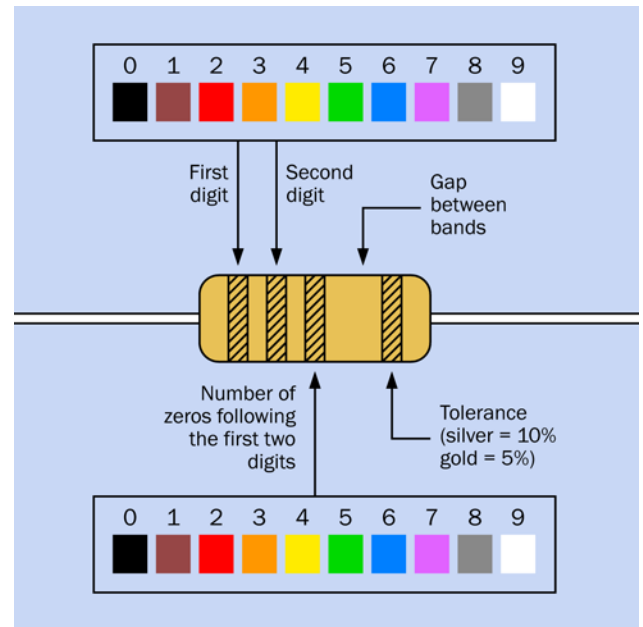 0 1 2 3 4 5 6 7 8 9
First
digit
Second
digit
Gap
between
bands
Number of
zeros following
the first two
digits
Tolerance
(silver = 10%
gold = 5%)
0 1 2 3 4 5 6 7 8 9